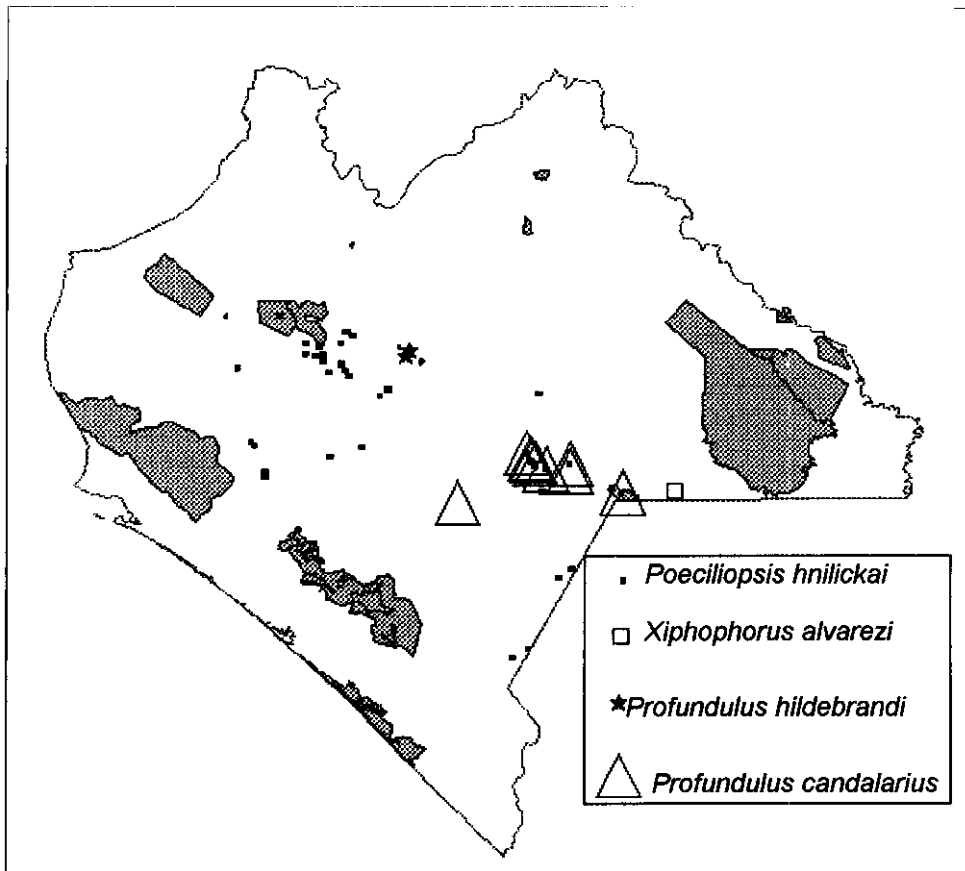 Poeciliopsis hnilickai
Xiphophorus alvarezi
Profundulus hildebrandi
Profundulus candalarius